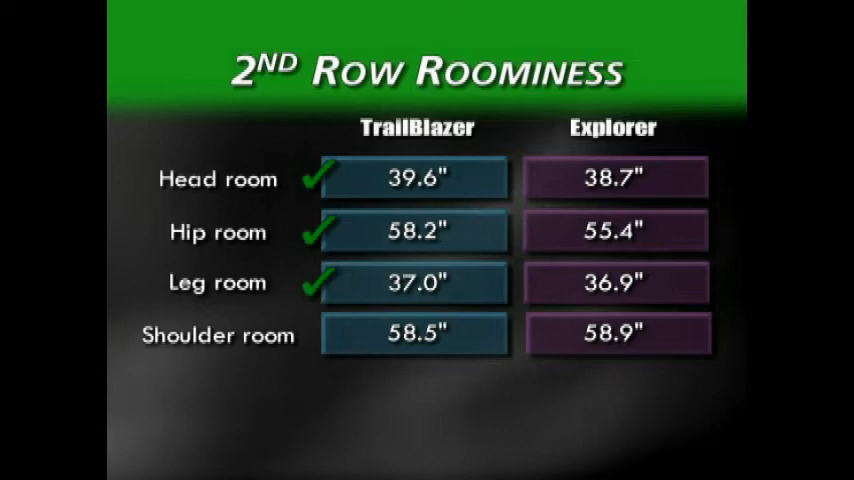 2ND ROW ROOMINESS
TrailBlazer Explorer
Head room 39.6" 38.7"
Hip room 58.2" 55.4"
Leg room 37.0" 36.9"
Shoulder room 58.5" 58.9"